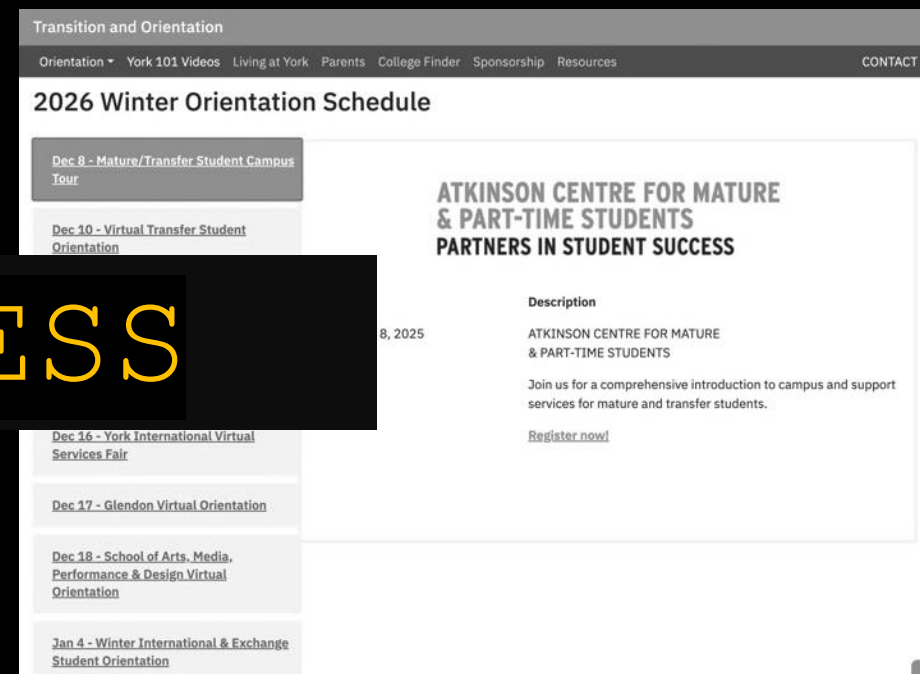 Transition and Orientation
Orientation York 101 Videos Living at York Parents College Finder Sponsorship Resources CONTACT
2026 Winter Orientation Schedule
Dec 8 - Mature/Transfer Student Campus
Tour
Dec 10 - Virtual Transfer Student
Orientation
ESS
Dec 16 - York International Virtual
Services Fair
Dec 17 - Glendon Virtual Orientation
Dec 18 - School of Arts, Media,
Performance & Design Virtual
Orientation
Jan 4 - Winter International & Exchange
Student Orientation
ATKINSON CENTRE FOR MATURE
& PART-TIME STUDENTS
PARTNERS IN STUDENT SUCCESS
8, 2025
Description
ATKINSON CENTRE FOR MATURE
& PART-TIME STUDENTS
Join us for a comprehensive introduction to campus and support
services for mature and transfer students.
Register now!